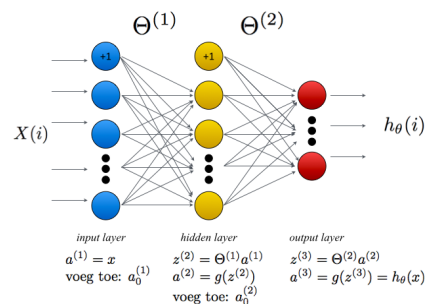 Θ(1) Θ(2)
+1 +1
X(i) hθ(i)
input layer hidden layer output layer
a(1) = x z(2) = Θ(1)a(1) z(3) = Θ(2)a(2)
voeg toe: a0(1) a(2) = g(z(2)) a(3) = g(z(3)) = hθ(x)
voeg toe: a0(2)